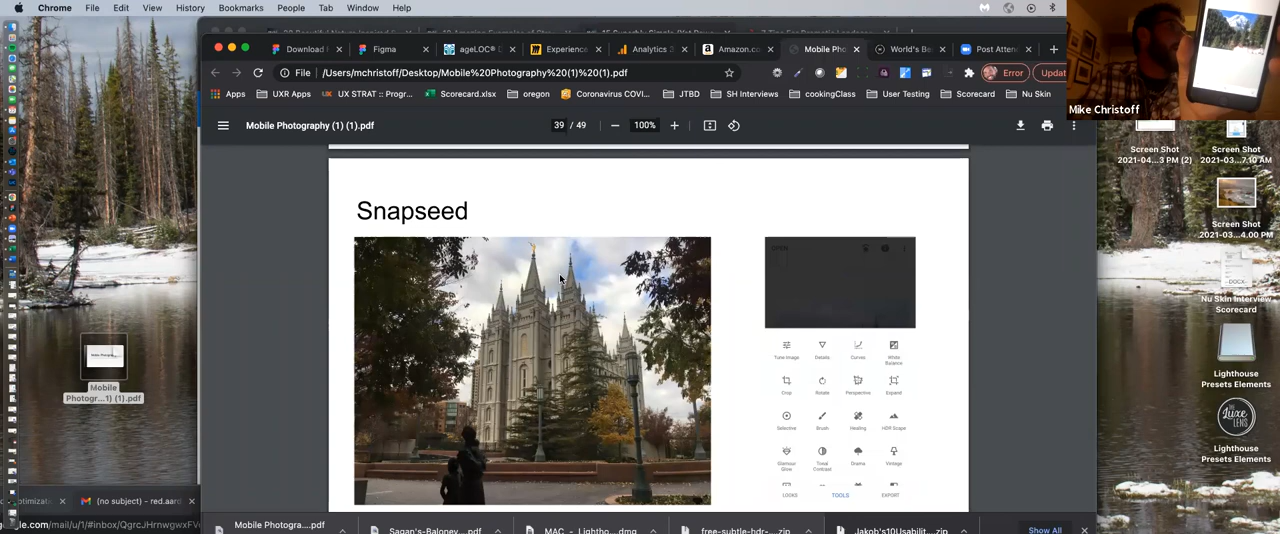 Chrome File Edit View History Bookmarks People Tab Window Help
Figma
ageLOC® D
Experience
Analytics
Amazon.co
Mobile Pho
World's Be
Post Atten
File /Users/mchristoff/Desktop/Mobile%20Photography%20(1)%20(1).pdf
Error
Updat
Apps UXR Apps UX STRAT :: Progr... Scorecard.xlsx oregon Coronavirus COVI... JTBD SH Interviews cookingClass User Testing Scorecard Nu Skin
Mike Christoff
Mobile Photography (1) (1).pdf 39 / 49 100%
Screen Shot
2021-04...3 PM (2)
Screen Shot
2021-03...7.10 AM
Snapseed
OPEN
Screen Shot
2021-03...4.00 PM
DOCX
Nu Skin Interview
Scorecard
Tune Image Details Curves White Balance
Crop Rotate Perspective Expand
Selective Brush Healing HDR Scape
Glamour Glow Tonal Contrast Drama Vintage
LOOKS TOOLS EXPORT
Mobile
Photogr...1) (1).pdf
Lighthouse
Presets Elements
LUXE
LENS
Lighthouse
Presets Elements
(no subject) - red.aar
Mobile Photogra....pdf
Sagan's-Baloney....pdf
MAC - Lightho....dmg
free-subtle-hdr-....zip
Jakob's10Usabilit....zip
Show All